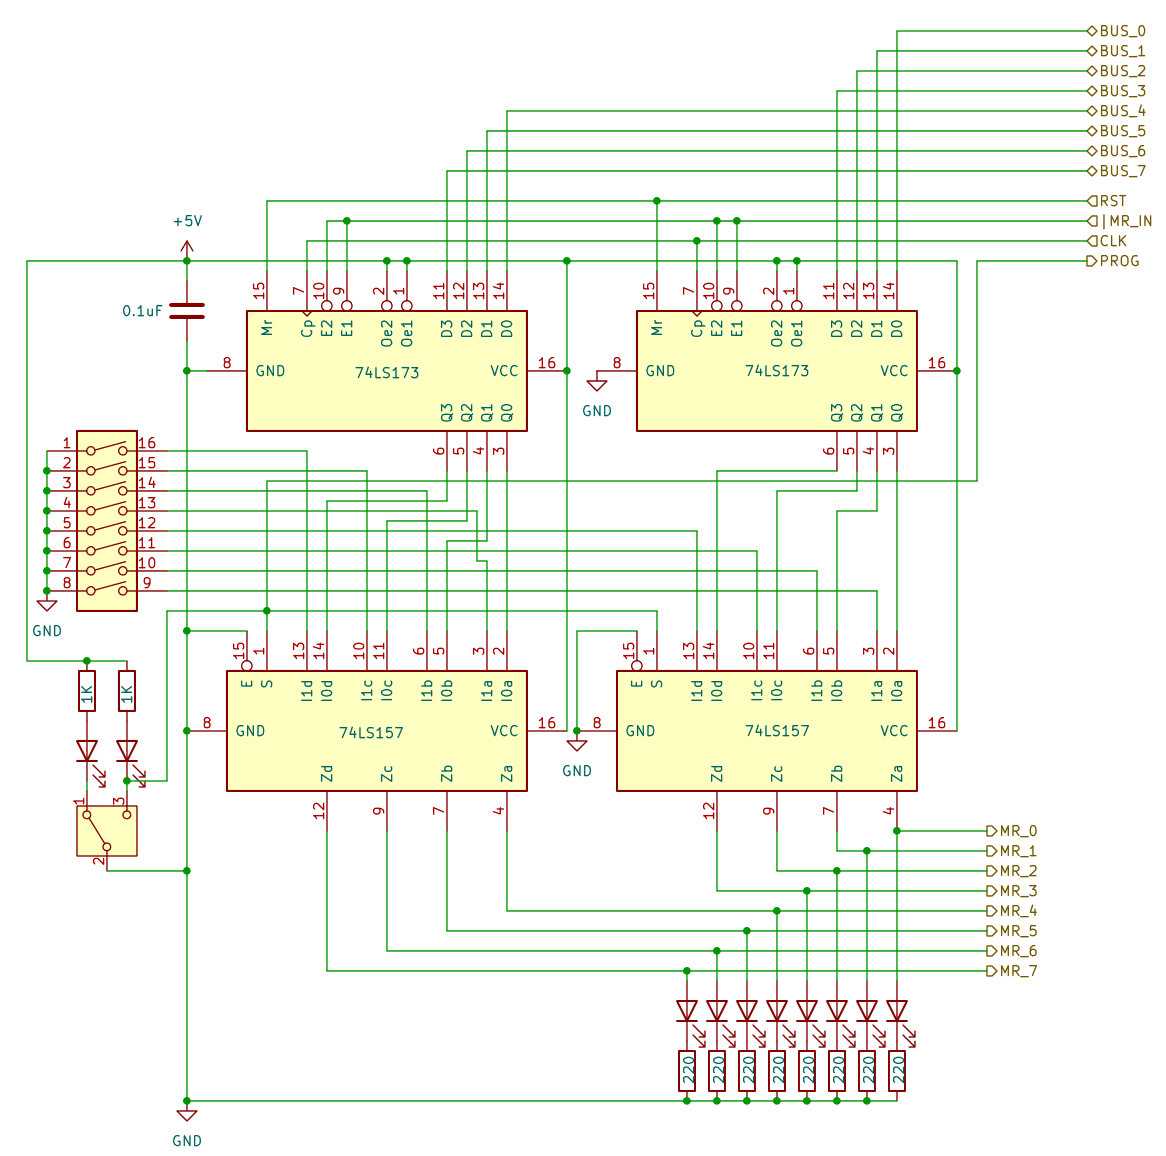 BUS_0
BUS_1
BUS_2
BUS_3
BUS_4
BUS_5
BUS_6
BUS_7
RST
|MR_IN
CLK
PROG
+5V
0.1uF
15 7 10 9 2 1 11 12 13 14
Mr Cp E2 E1 Oe2 Oe1 D3 D2 D1 D0
8 GND 74LS173 VCC 16
Q3 Q2 Q1 Q0
6 5 4 3
15 7 10 9 2 1 11 12 13 14
Mr Cp E2 E1 Oe2 Oe1 D3 D2 D1 D0
8 GND 74LS173 VCC 16
GND
Q3 Q2 Q1 Q0
6 5 4 3
1 16
2 15
3 14
4 13
5 12
6 11
7 10
8 9
GND
15 1 13 14 10 11 6 5 3 2
E S I1d I0d I1c I0c I1b I0b I1a I0a
8 GND 74LS157 VCC 16
Zd Zc Zb Za
12 9 7 4
15 1 13 14 10 11 6 5 3 2
E S I1d I0d I1c I0c I1b I0b I1a I0a
8 GND 74LS157 VCC 16
GND
Zd Zc Zb Za
12 9 7 4
1K 1K
1 3
2
MR_0
MR_1
MR_2
MR_3
MR_4
MR_5
MR_6
MR_7
220 220 220 220 220 220 220 220
GND